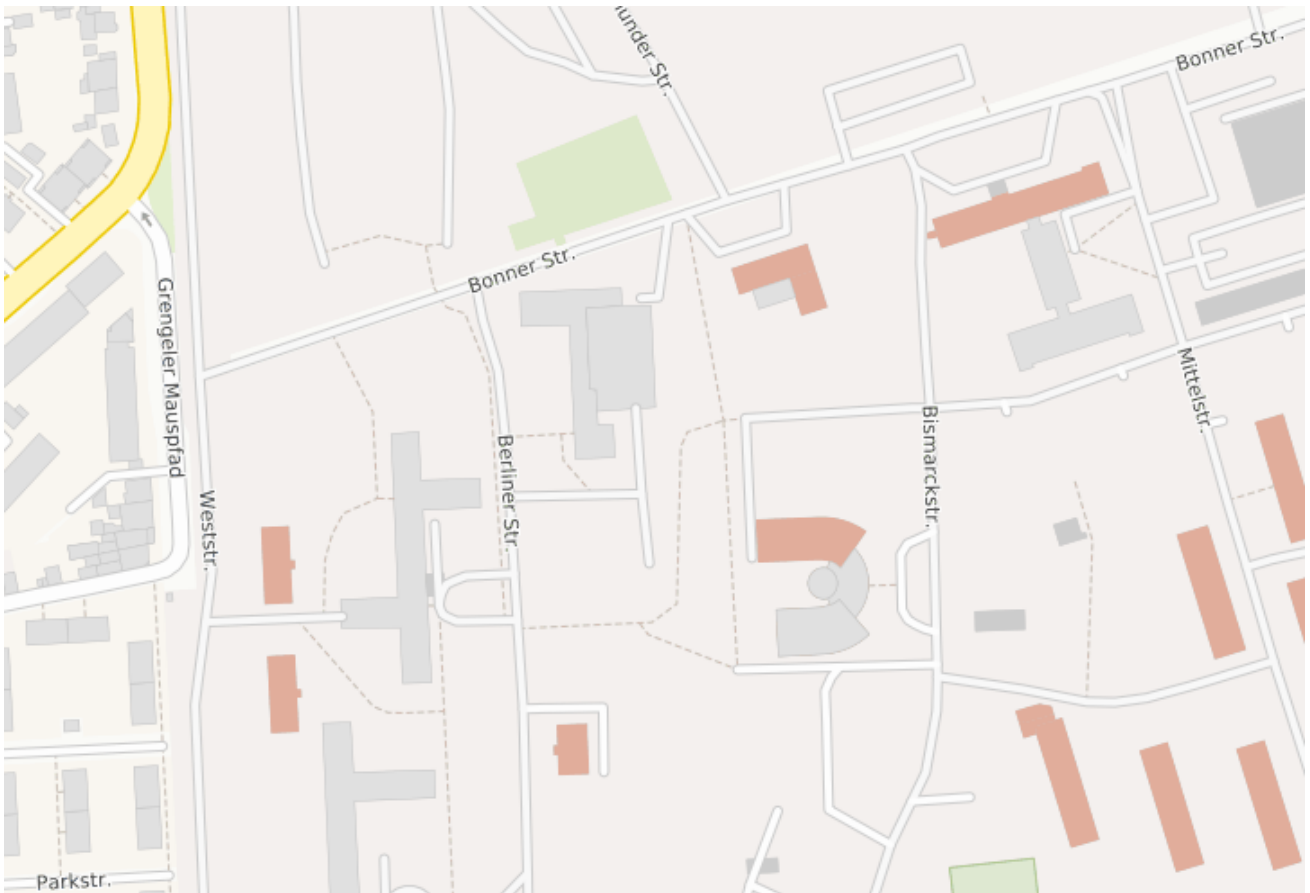 under Str.
Bonner Str.
Bonner Str.
Grengeler Mauspfad
Berliner Str.
Bismarckstr.
Mittelstr.
Weststr.
Parkstr.